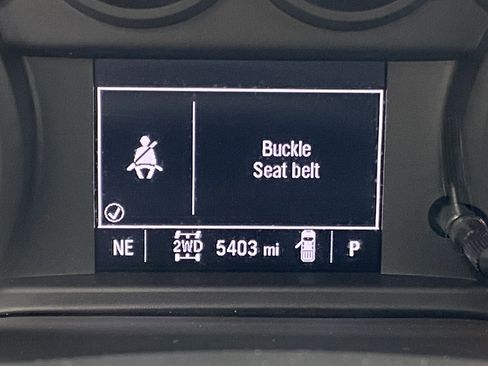 Buckle
Seat belt
NE 2WD 5403 mi P